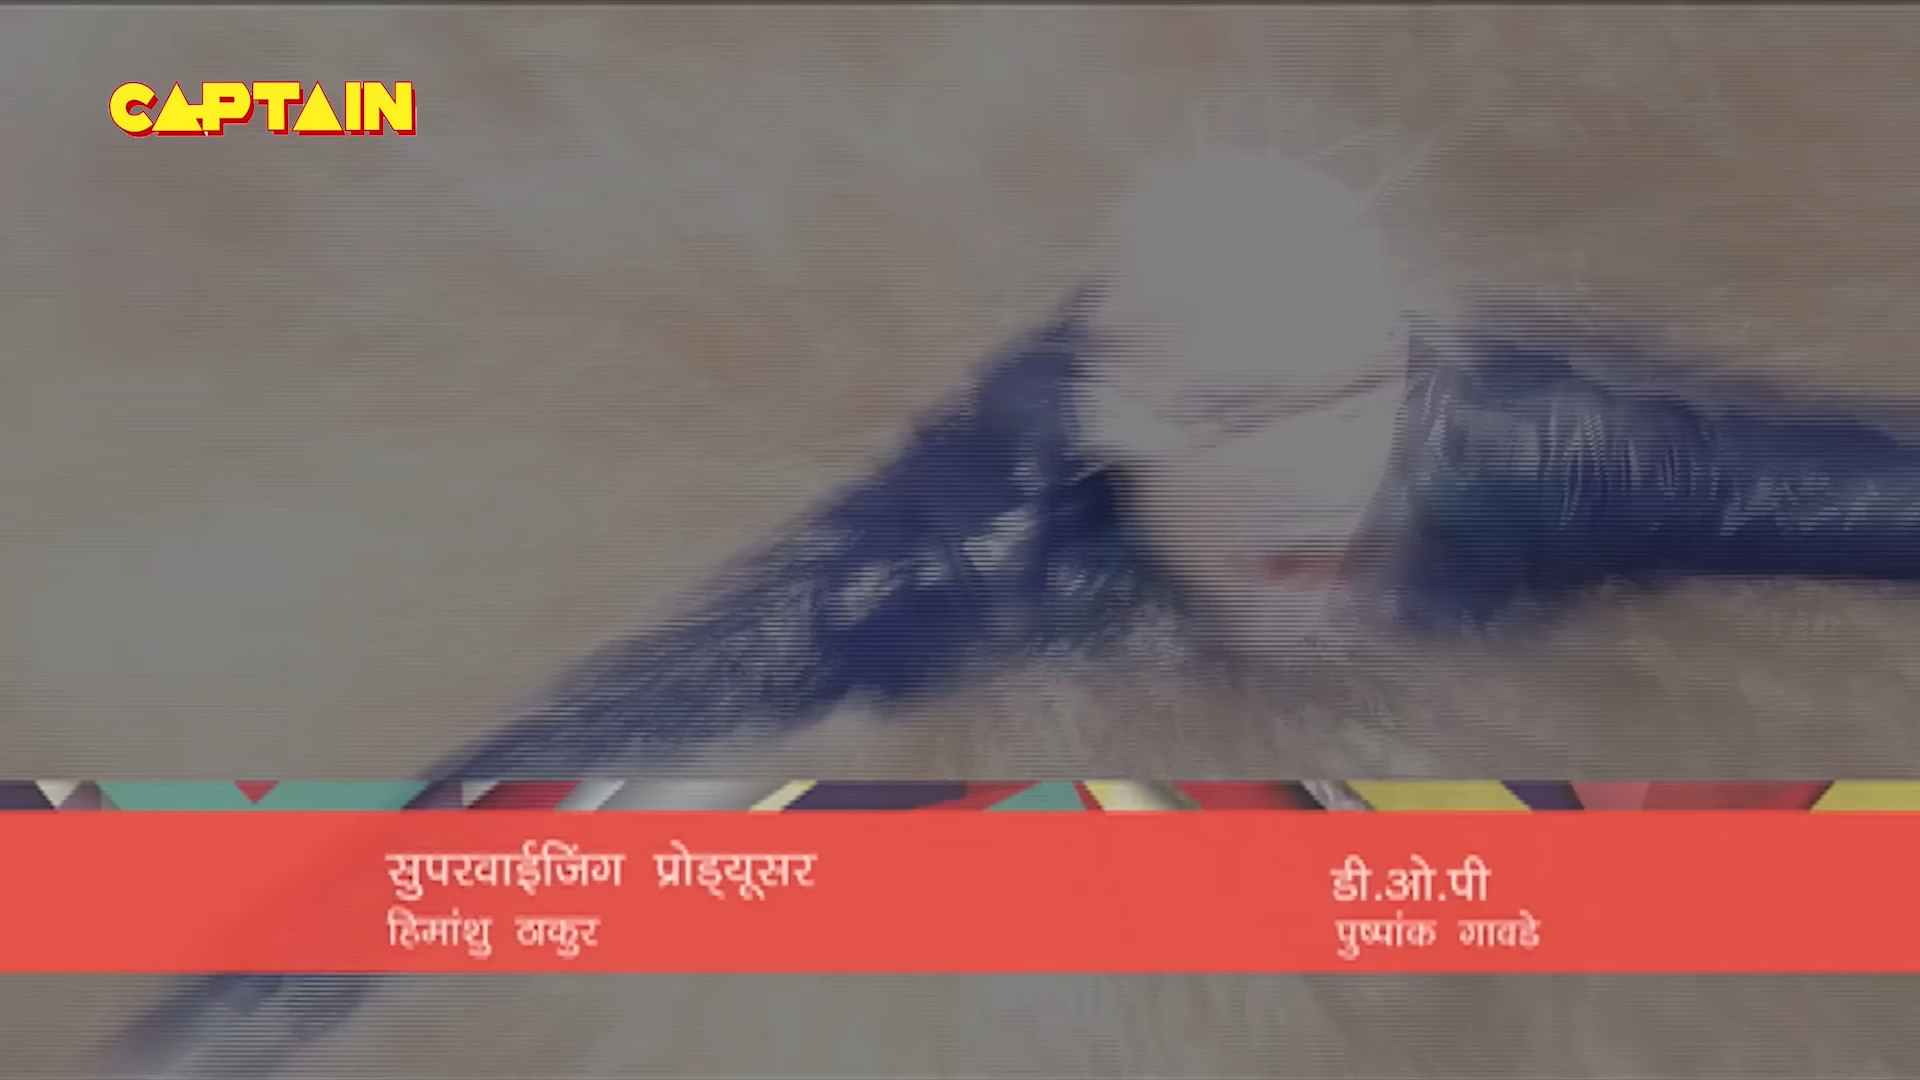 CAPTAIN
सुपरवाईजिंग प्रोड्यूसर
हिमांशु ठाकुर
डी.ओ.पी
पुष्पांक गावडे